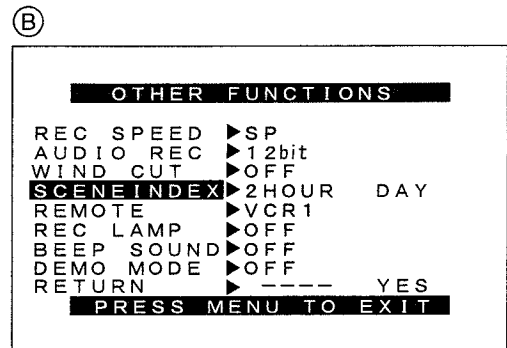 B
OTHER FUNCTIONS
REC SPEED ▶SP
AUDIO REC ▶12bit
WIND CUT ▶OFF
SCENEINDEX▶2HOUR DAY
REMOTE ▶VCR1
REC LAMP ▶OFF
BEEP SOUND▶OFF
DEMO MODE ▶OFF
RETURN ▶ ---- YES
PRESS MENU TO EXIT